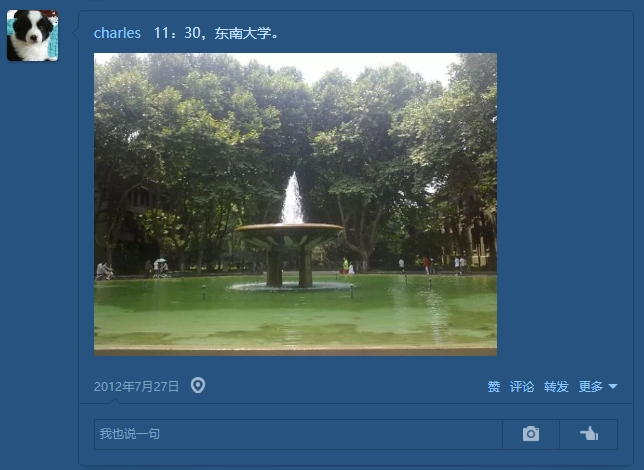 charles 11：30，东南大学。
2012年7月27日 赞 评论 转发 更多
我也说一句